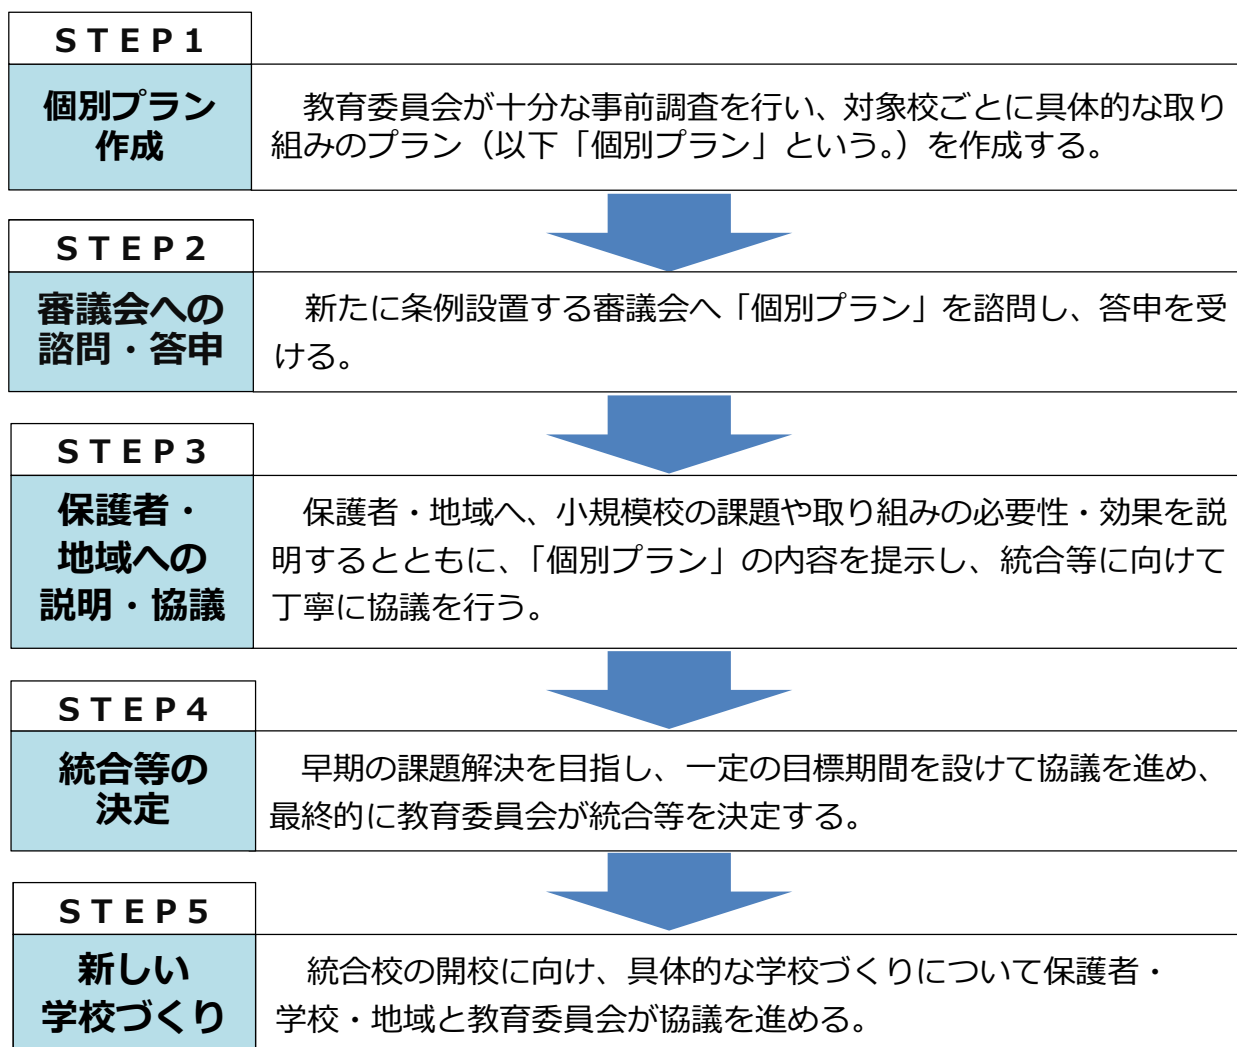 STEP1
個別プラン
作成
教育委員会が十分な事前調査を行い、対象校ごとに具体的な取り
組みのプラン（以下「個別プラン」という。）を作成する。
STEP2
審議会への
諮問・答申
新たに条例設置する審議会へ「個別プラン」を諮問し、答申を受
ける。
STEP3
保護者・
地域への
説明・協議
保護者・地域へ、小規模校の課題や取り組みの必要性・効果を説
明するとともに、「個別プラン」の内容を提示し、統合等に向けて
丁寧に協議を行う。
STEP4
統合等の
決定
早期の課題解決を目指し、一定の目標期間を設けて協議を進め、
最終的に教育委員会が統合等を決定する。
STEP5
新しい
学校づくり
統合校の開校に向け、具体的な学校づくりについて保護者・
学校・地域と教育委員会が協議を進める。